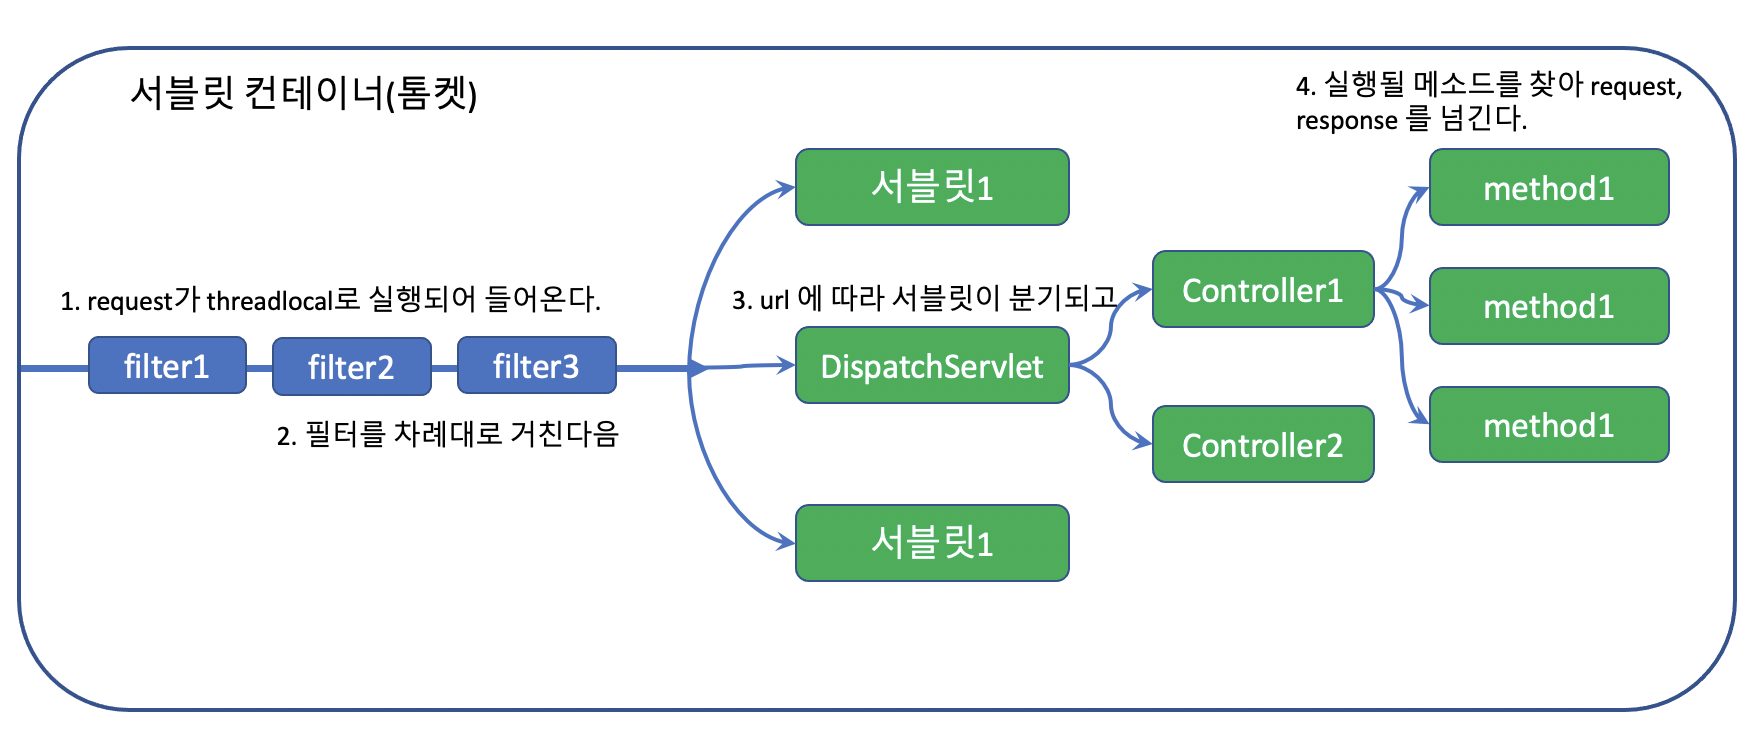 서블릿 컨테이너(톰켓)
4. 실행될 메소드를 찾아 request,
response 를 넘긴다.
서블릿1
method1
Controller1
1. request가 threadlocal로 실행되어 들어온다.
3. url 에 따라 서블릿이 분기되고
method1
filter1
filter2
filter3
DispatchServlet
method1
2. 필터를 차례대로 거친다음
Controller2
서블릿1